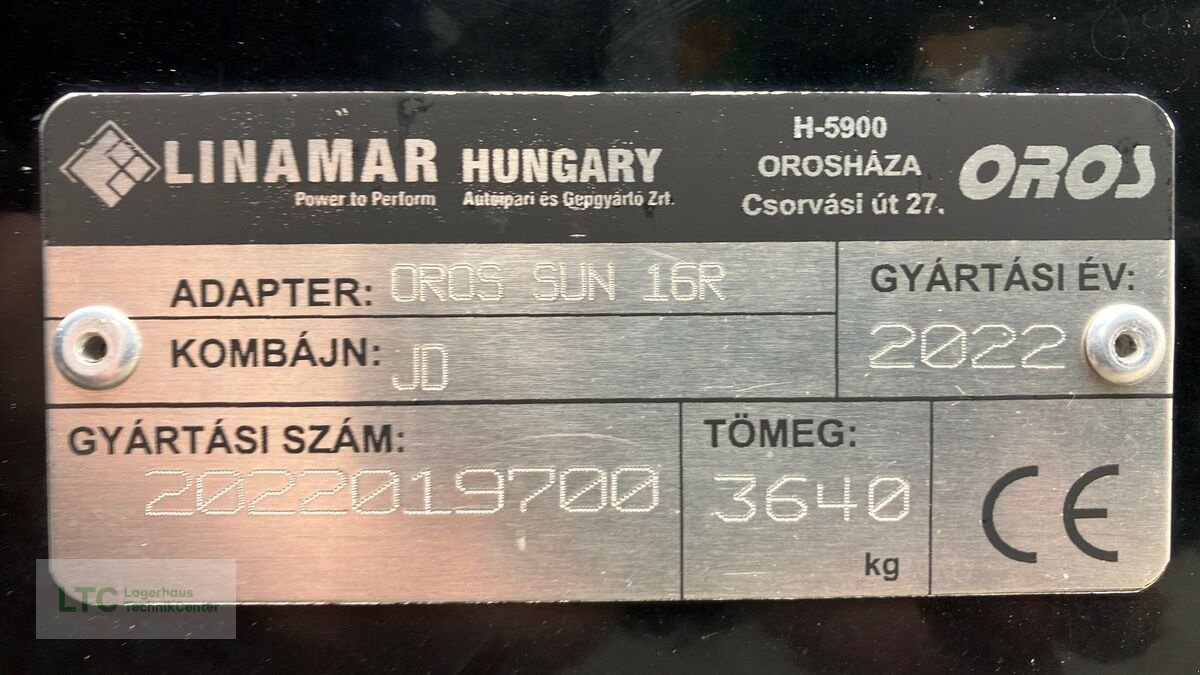 LINAMAR HUNGARY
Power to Perform Autóipari és Gépgyártó Zrt.
H-5900
OROSHÁZA
Csorvási út 27.
OROS
ADAPTER: OROS SUN 16R
KOMBÁJN: JD
GYÁRTÁSI ÉV:
2022
GYÁRTÁSI SZÁM:
2022019700
TÖMEG:
3640
kg
CE
LTC Lagerhaus
TechnikCenter